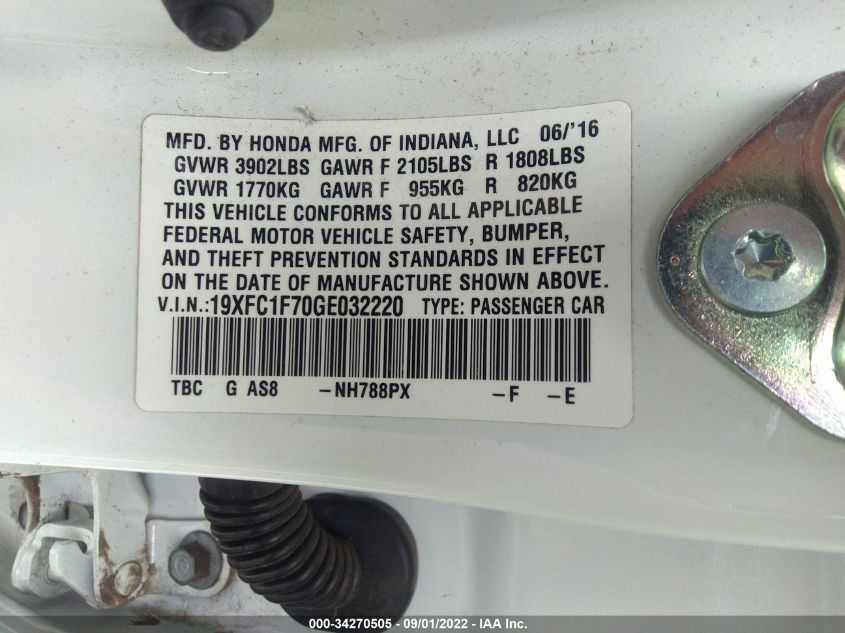 MFD. BY HONDA MFG. OF INDIANA, LLC 06/'16
GVWR 3902LBS GAWR F 2105LBS R 1808LBS
GVWR 1770KG GAWR F 955KG R 820KG
THIS VEHICLE CONFORMS TO ALL APPLICABLE
FEDERAL MOTOR VEHICLE SAFETY, BUMPER,
AND THEFT PREVENTION STANDARDS IN EFFECT
ON THE DATE OF MANUFACTURE SHOWN ABOVE.
V.I.N.:19XFC1F70GE032220 TYPE: PASSENGER CAR
TBC G AS8 -NH788PX -F -E
000-34270505 - 09/01/2022 - IAA Inc.